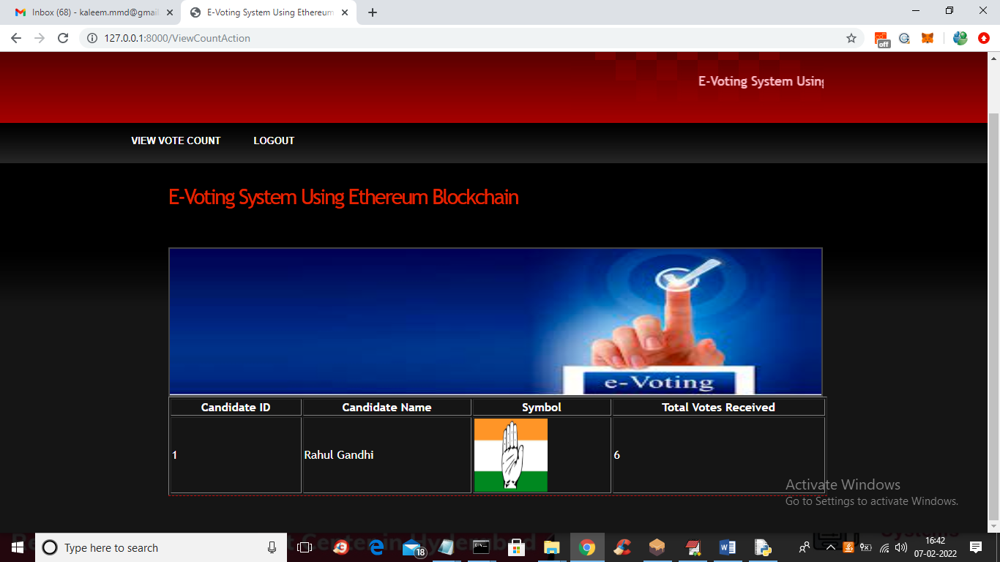 Inbox (68) - kaleem.mmd@gmail
E-Voting System Using Ethereum
127.0.0.1:8000/ViewCountAction
off
E-Voting System Using
VIEW VOTE COUNT LOGOUT
E-Voting System Using Ethereum Blockchain
e-Voting
Candidate ID Candidate Name Symbol Total Votes Received
1 Rahul Gandhi 6
Activate Windows
Go to Settings to activate Windows.
Type here to search
18
16:42
07-02-2022